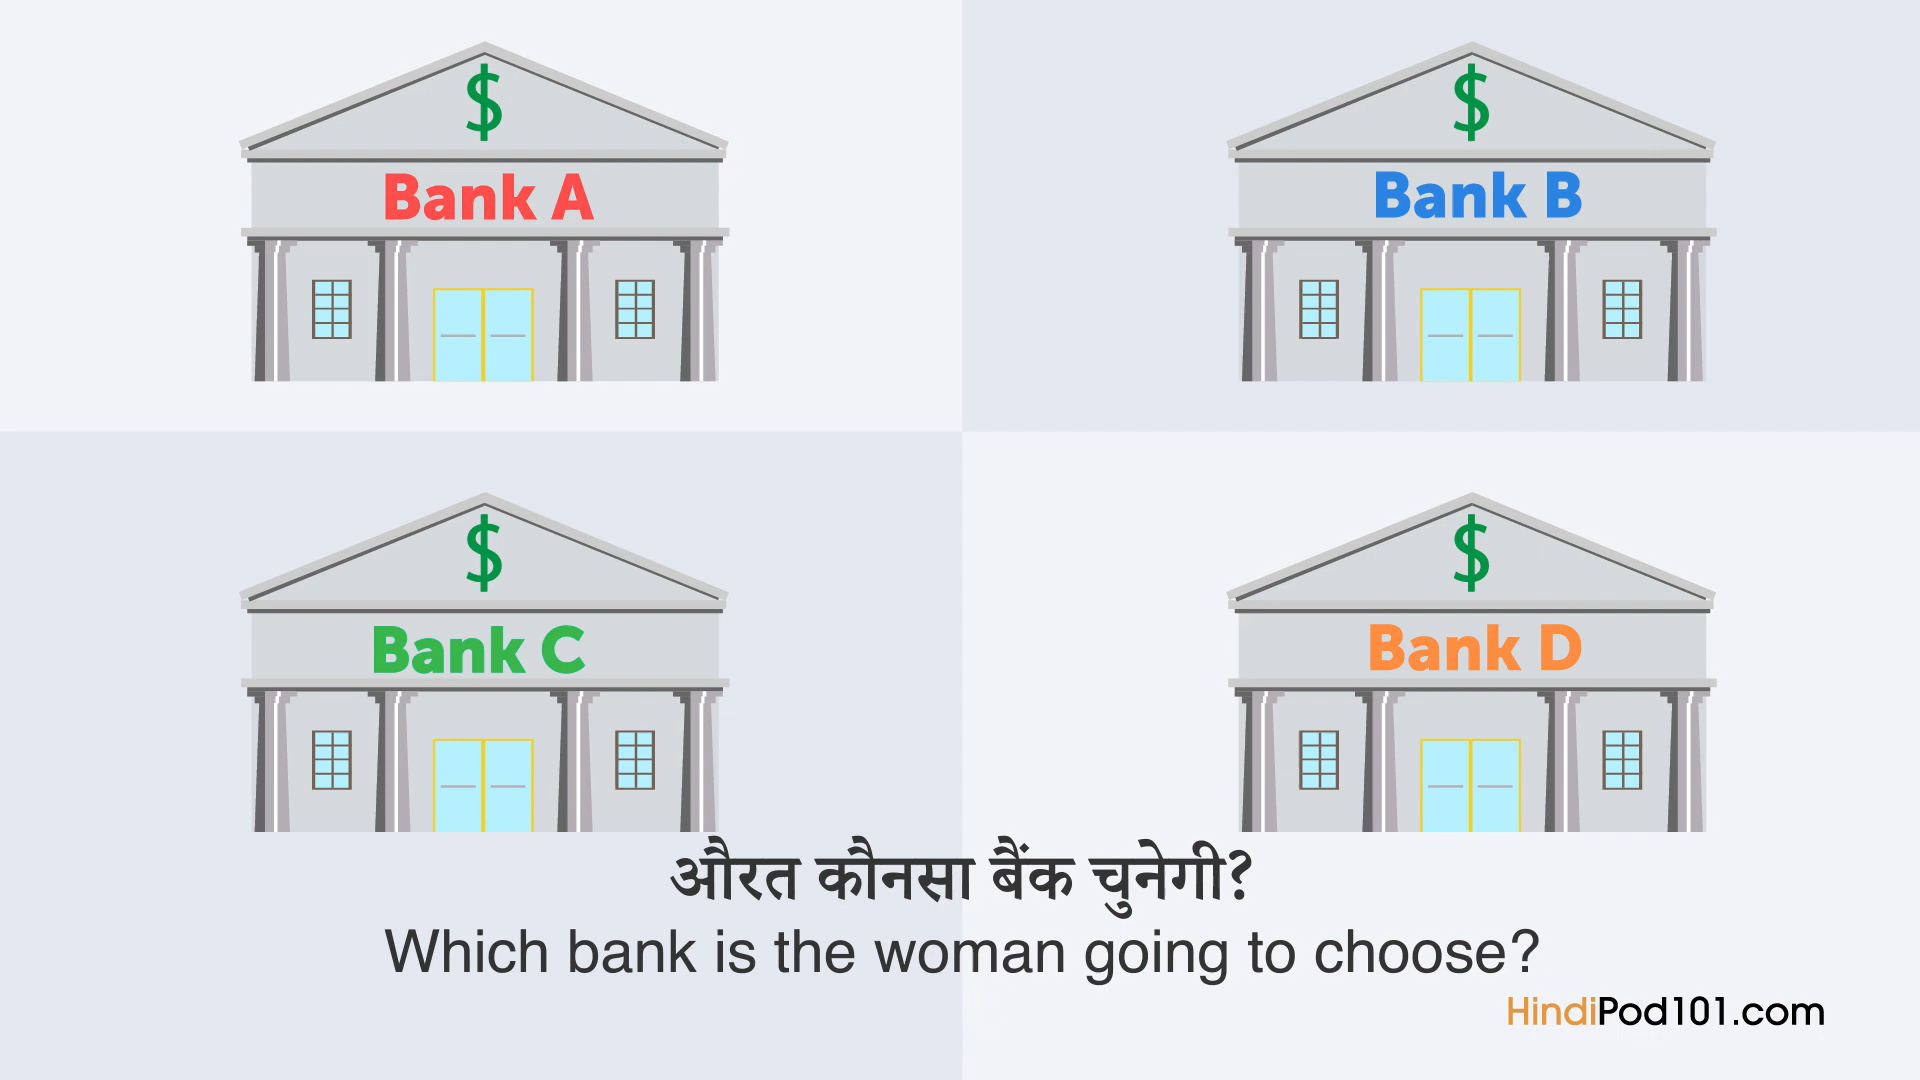 $
Bank A
$
Bank B
$
Bank C
$
Bank D
औरत कौनसा बैंक चुनेगी?
Which bank is the woman going to choose?
HindiPod101.com